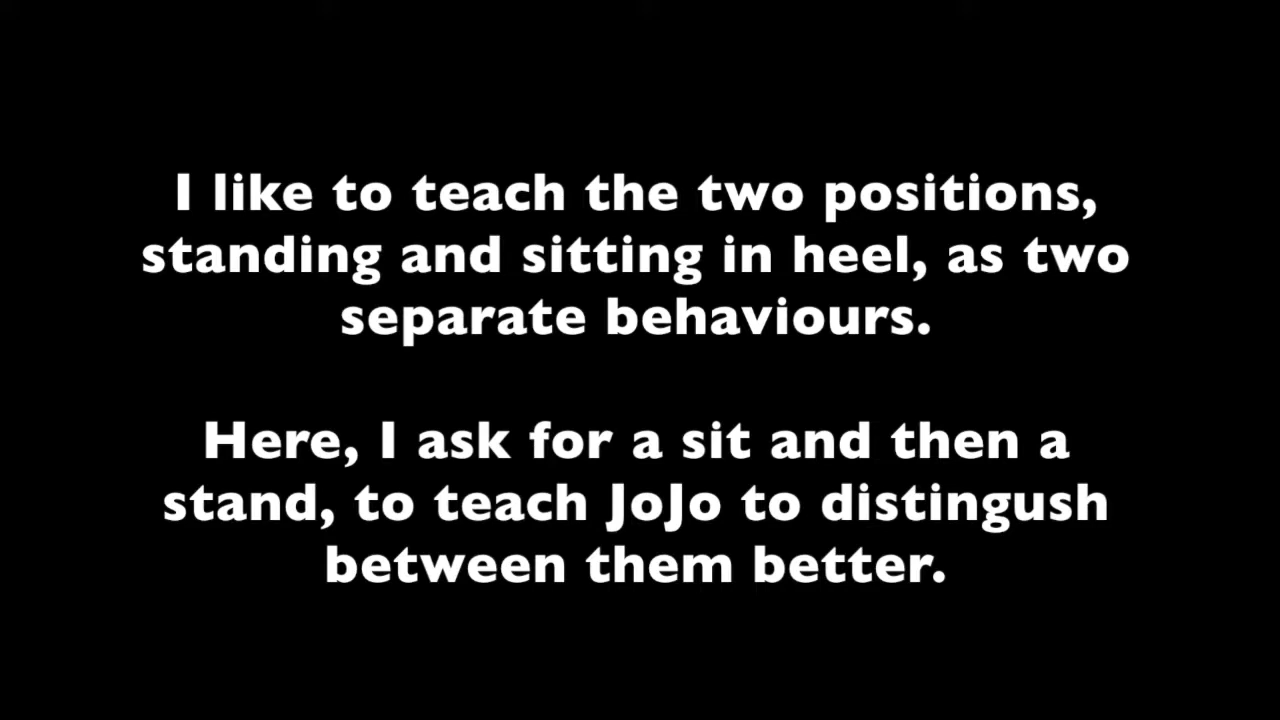 I like to teach the two positions,
standing and sitting in heel, as two
separate behaviours.
Here, I ask for a sit and then a
stand, to teach JoJo to distingush
between them better.